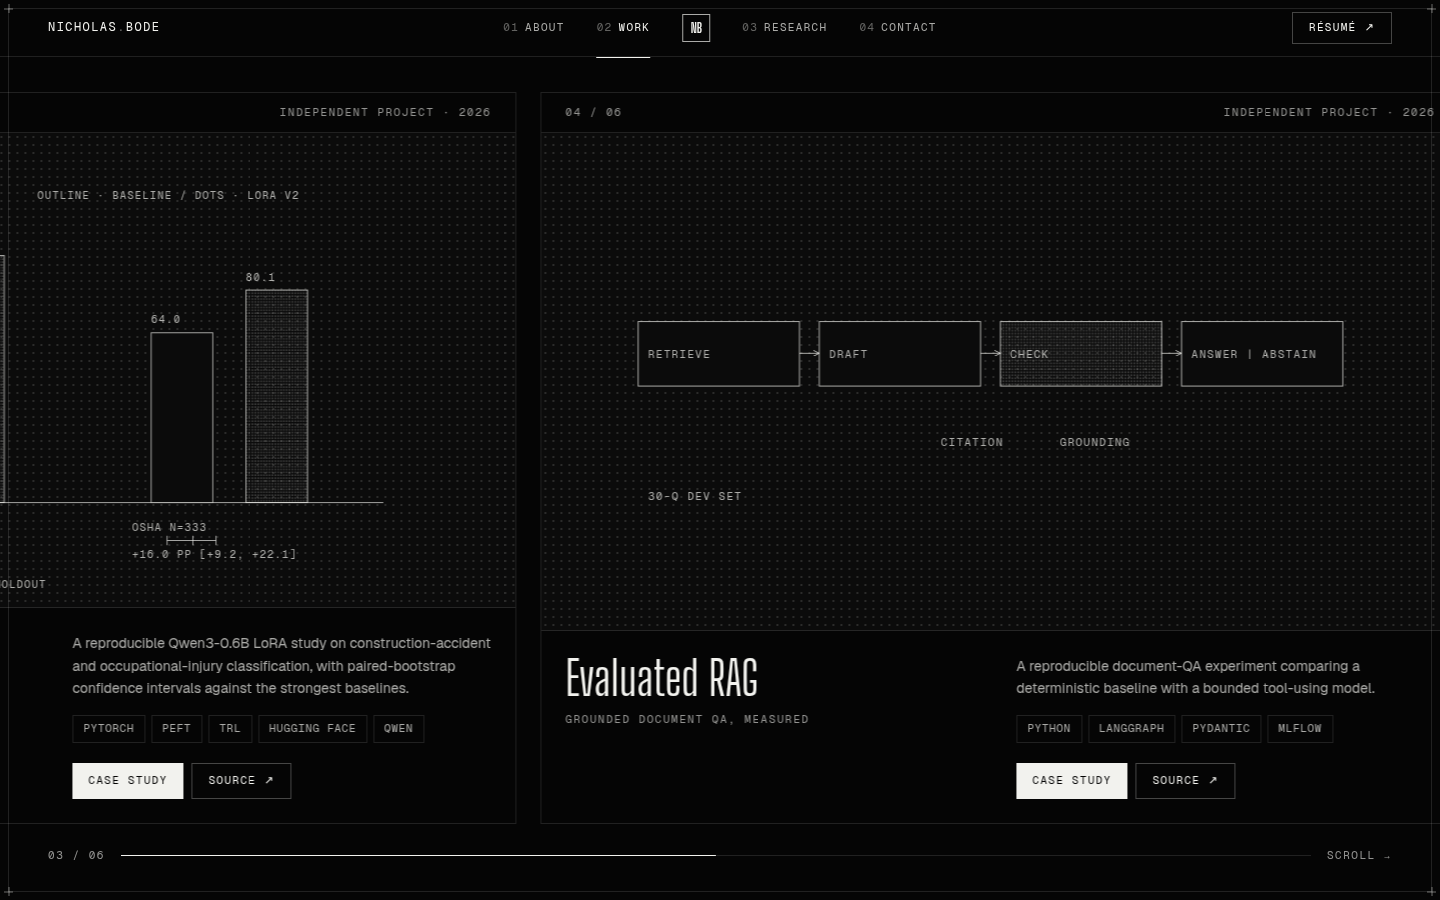 NICHOLAS.BODE
01 ABOUT
02 WORK
NB
03 RESEARCH
04 CONTACT
RÉSUMÉ ↗
INDEPENDENT PROJECT · 2026
OUTLINE · BASELINE / DOTS · LORA V2
64.0
80.1
OSHA N=333
+16.0 PP [+9.2, +22.1]
OLDOUT
A reproducible Qwen3-0.6B LoRA study on construction-accident
and occupational-injury classification, with paired-bootstrap
confidence intervals against the strongest baselines.
PYTORCH
PEFT
TRL
HUGGING FACE
QWEN
CASE STUDY
SOURCE ↗
04 / 06
INDEPENDENT PROJECT · 2026
RETRIEVE
DRAFT
CHECK
ANSWER | ABSTAIN
CITATION
GROUNDING
30-Q DEV SET
Evaluated RAG
GROUNDED DOCUMENT QA, MEASURED
A reproducible document-QA experiment comparing a
deterministic baseline with a bounded tool-using model.
PYTHON
LANGGRAPH
PYDANTIC
MLFLOW
CASE STUDY
SOURCE ↗
03 / 06
SCROLL →